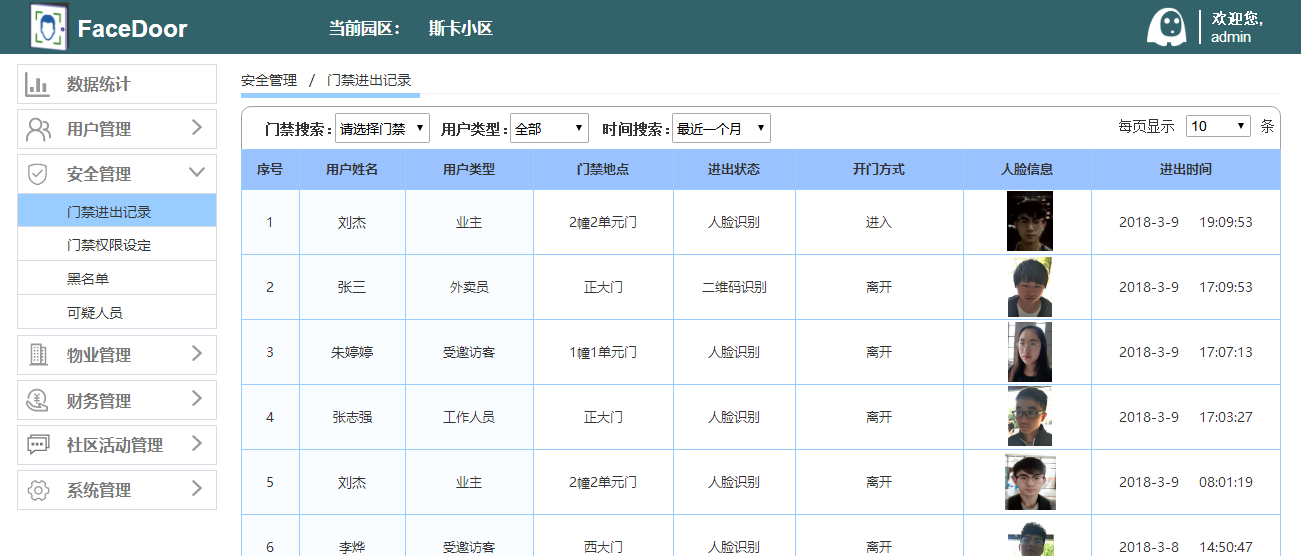 FaceDoor 当前园区： 斯卡小区 欢迎您,
admin
数据统计
用户管理
安全管理
门禁进出记录
门禁权限设定
黑名单
可疑人员
物业管理
财务管理
社区活动管理
系统管理
安全管理 / 门禁进出记录
门禁搜索： 请选择门禁 用户类型： 全部 时间搜索： 最近一个月 每页显示 10 条
序号 用户姓名 用户类型 门禁地点 进出状态 开门方式 人脸信息 进出时间
1 刘杰 业主 2幢2单元门 人脸识别 进入 2018-3-9 19:09:53
2 张三 外卖员 正大门 二维码识别 离开 2018-3-9 17:09:53
3 朱婷婷 受邀访客 1幢1单元门 人脸识别 离开 2018-3-9 17:07:13
4 张志强 工作人员 正大门 人脸识别 离开 2018-3-9 17:03:27
5 刘杰 业主 2幢2单元门 人脸识别 离开 2018-3-9 08:01:19
6 李烨 受邀访客 西大门 人脸识别 离开 2018-3-8 14:50:47